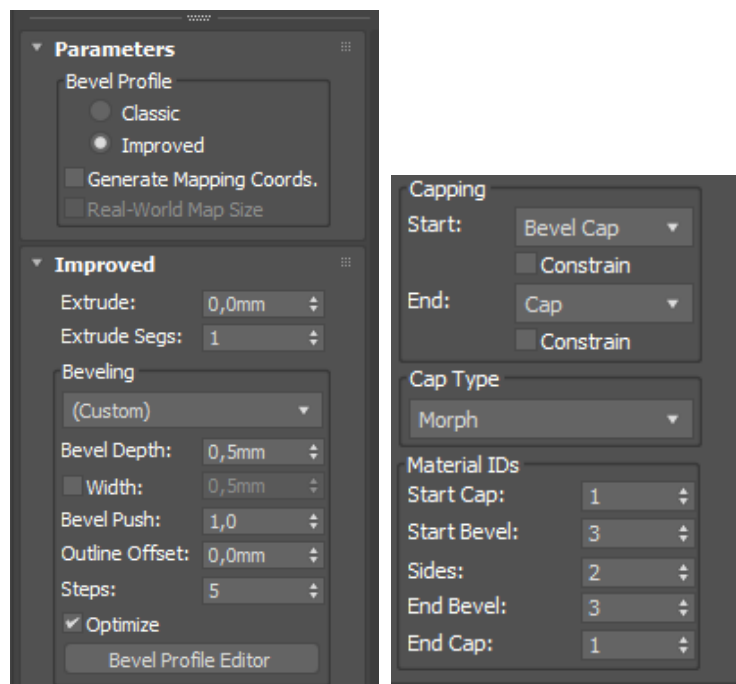 Parameters
Bevel Profile
Classic
Improved
Generate Mapping Coords.
Real-World Map Size
Improved
Extrude: 0,0mm
Extrude Segs: 1
Beveling
(Custom)
Bevel Depth: 0,5mm
Width: 0,5mm
Bevel Push: 1,0
Outline Offset: 0,0mm
Steps: 5
Optimize
Bevel Profile Editor
Capping
Start: Bevel Cap
Constrain
End: Cap
Constrain
Cap Type
Morph
Material IDs
Start Cap: 1
Start Bevel: 3
Sides: 2
End Bevel: 3
End Cap: 1